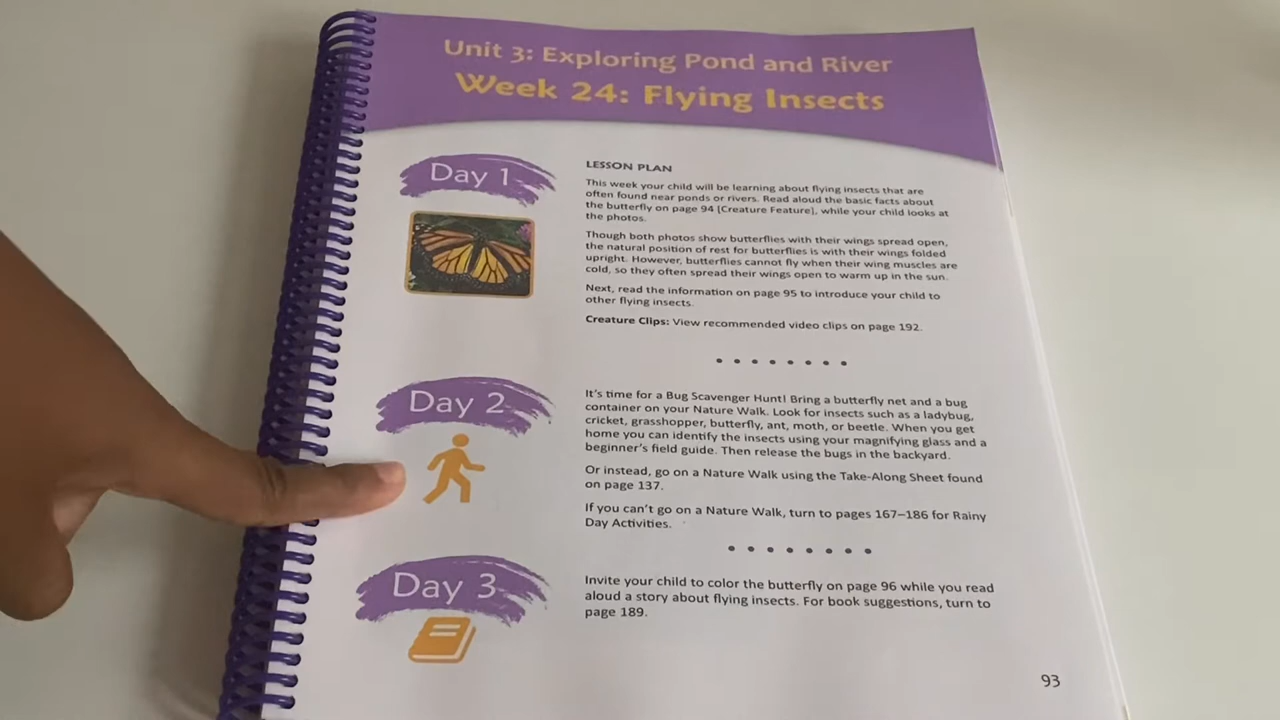 Unit 3: Exploring Pond and River
Week 24: Flying Insects
Day 1
LESSON PLAN
This week your child will be learning about flying insects that are
often found near ponds or rivers. Read aloud the basic facts about
the butterfly on page 94 [Creature Feature], while your child looks at
the photos.
Though both photos show butterflies with their wings spread open,
the natural position of rest for butterflies is with their wings folded
upright. However, butterflies cannot fly when their wing muscles are
cold, so they often spread their wings open to warm up in the sun.
Next, read the information on page 95 to introduce your child to
other flying insects.
Creature Clips: View recommended video clips on page 192.
Day 2
It's time for a Bug Scavenger Hunt! Bring a butterfly net and a bug
container on your Nature Walk. Look for insects such as a ladybug,
cricket, grasshopper, butterfly, ant, moth, or beetle. When you get
home you can identify the insects using your magnifying glass and a
beginner's field guide. Then release the bugs in the backyard.
Or instead, go on a Nature Walk using the Take-Along Sheet found
on page 137.
If you can't go on a Nature Walk, turn to pages 167–186 for Rainy
Day Activities.
Day 3
Invite your child to color the butterfly on page 96 while you read
aloud a story about flying insects. For book suggestions, turn to
page 189.
93